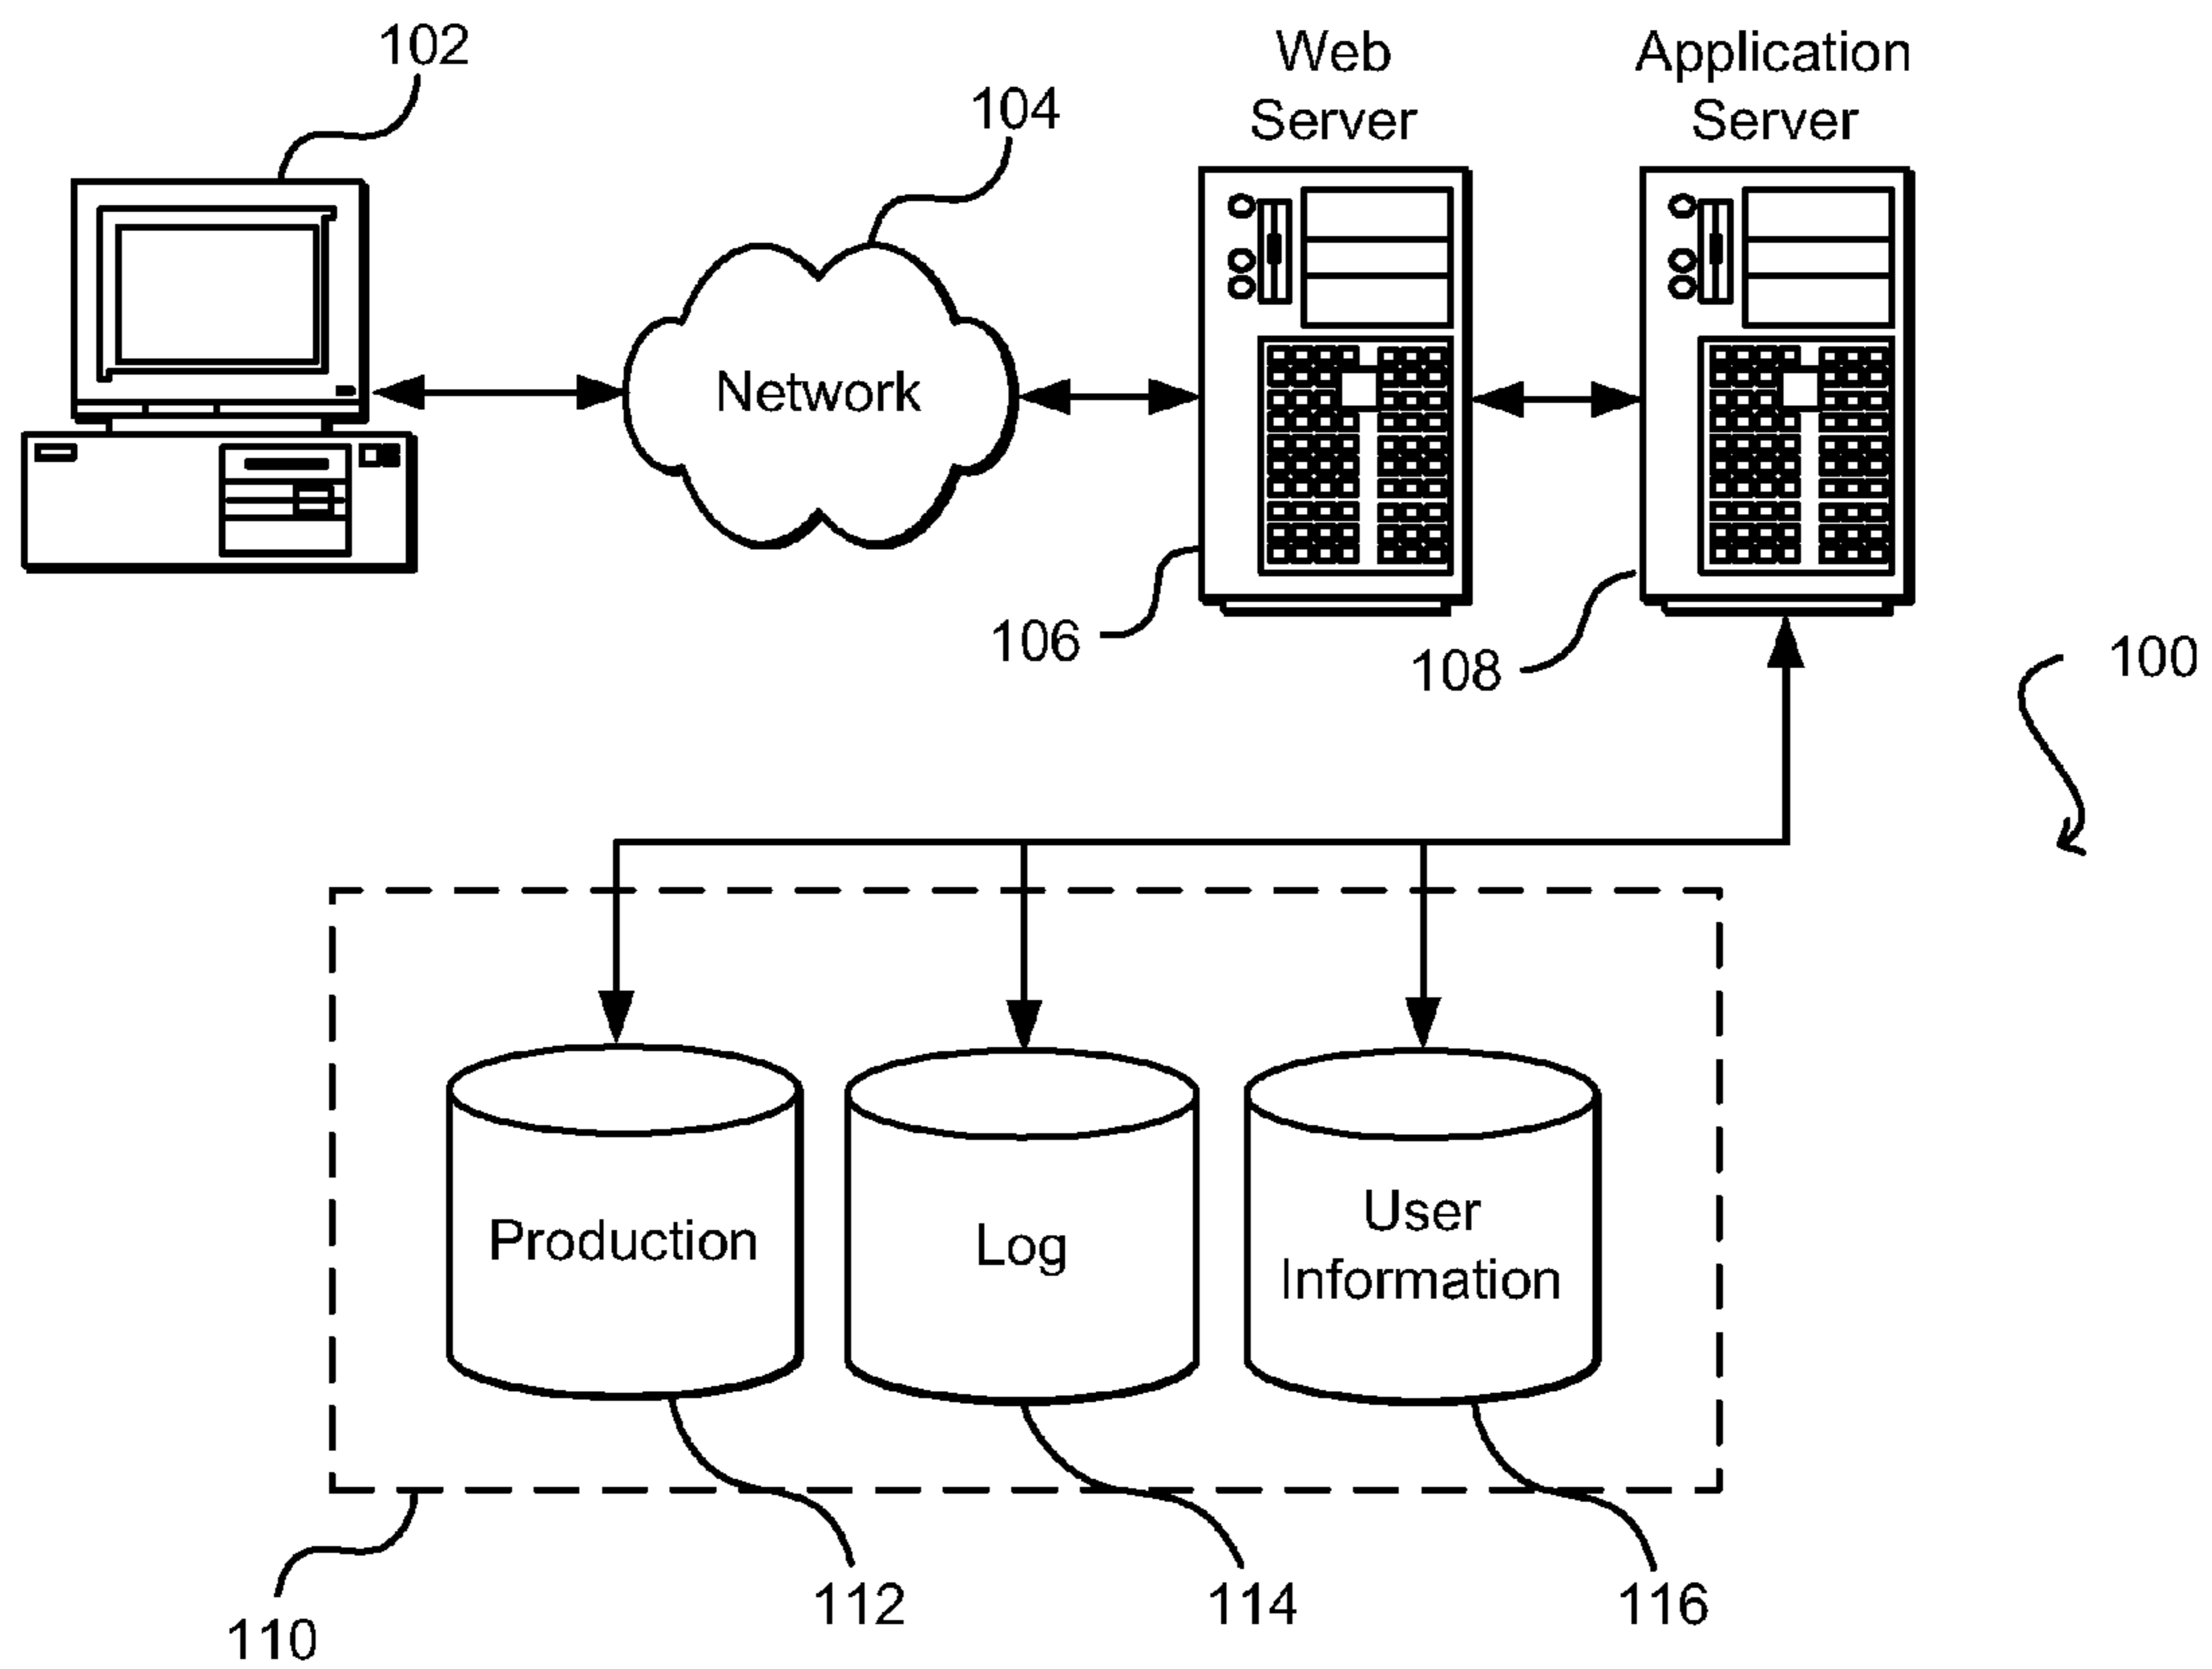 102
104
Web
Server
Application
Server
Network
106
108
100
Production
Log
User
Information
110
112
114
116